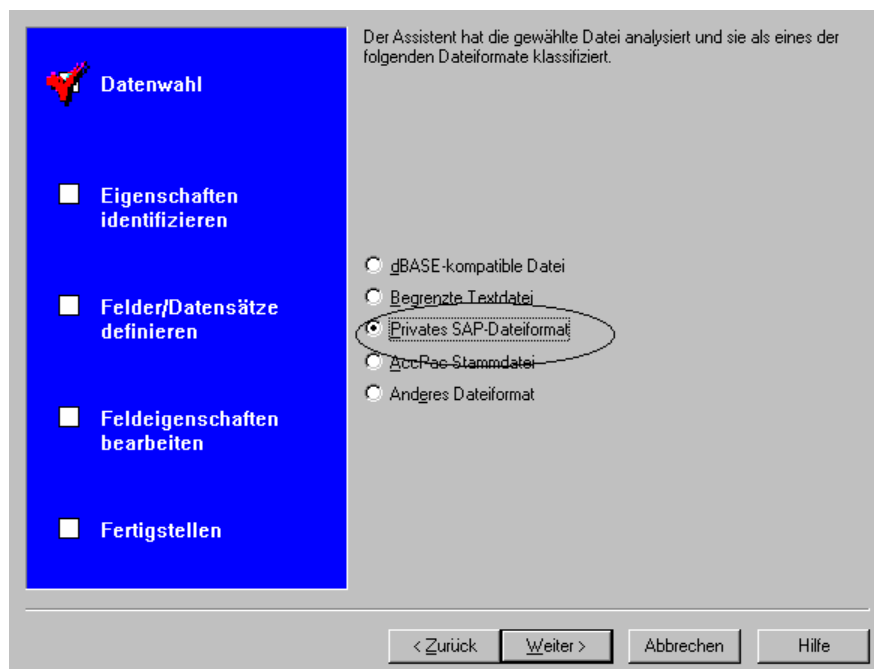 Der Assistent hat die gewählte Datei analysiert und sie als eines der
folgenden Dateiformate klassifiziert.
Datenwahl
Eigenschaften
identifizieren
Felder/Datensätze
definieren
Feldeigenschaften
bearbeiten
Fertigstellen
dBASE-kompatible Datei
Begrenzte Textdatei
Privates SAP-Dateiformat
AccPac Stammdatei
Anderes Dateiformat
< Zurück Weiter > Abbrechen Hilfe